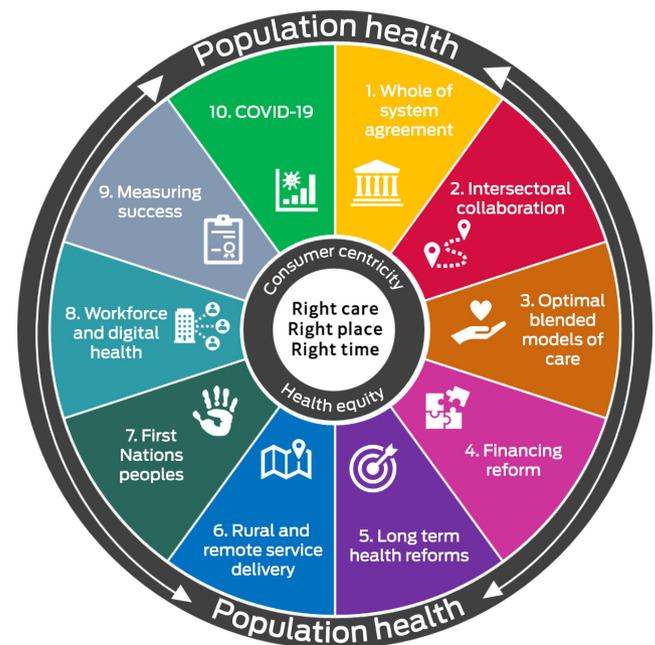 Population health
1. Whole of
system
agreement
2. Intersectoral
collaboration
3. Optimal
blended
models of
care
4. Financing
reform
5. Long term
health reforms
6. Rural and
remote service
delivery
7. First
Nations
peoples
8. Workforce
and digital
health
9. Measuring
success
10. COVID-19
Consumer centricity
Right care
Right place
Right time
Health equity
Population health